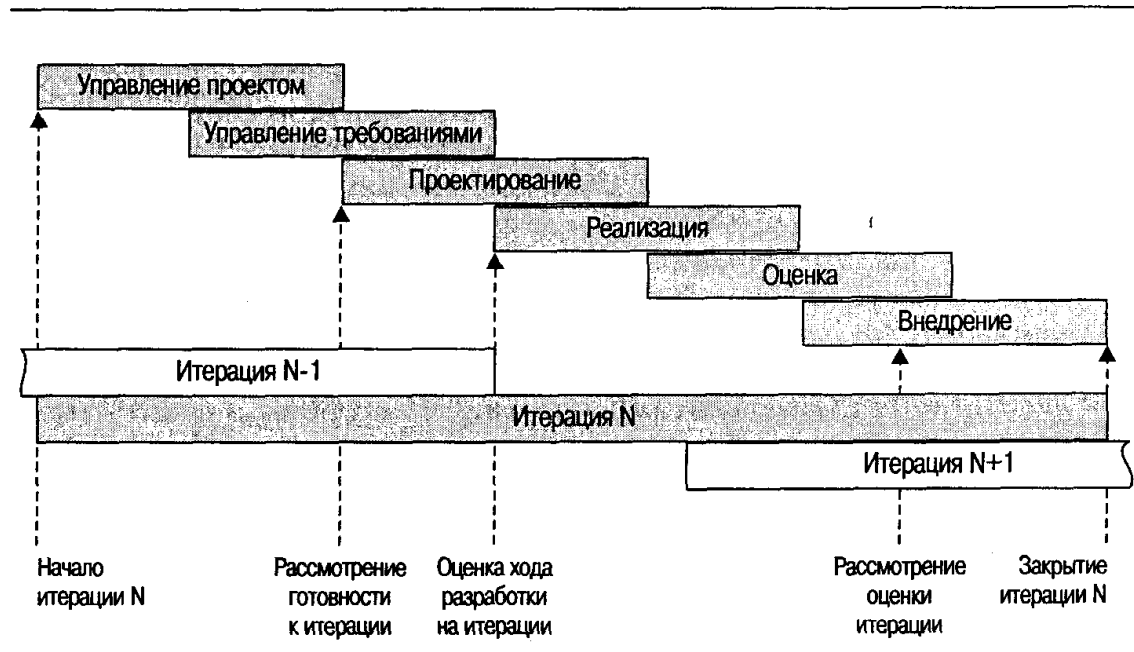 Управление проектом
Управление требованиями
Проектирование
Реализация
Оценка
Внедрение
Итерация N-1
Итерация N
Итерация N+1
Начало
итерации N
Рассмотрение
готовности
к итерации
Оценка хода
разработки
на итерации
Рассмотрение
оценки
итерации
Закрытие
итерации N